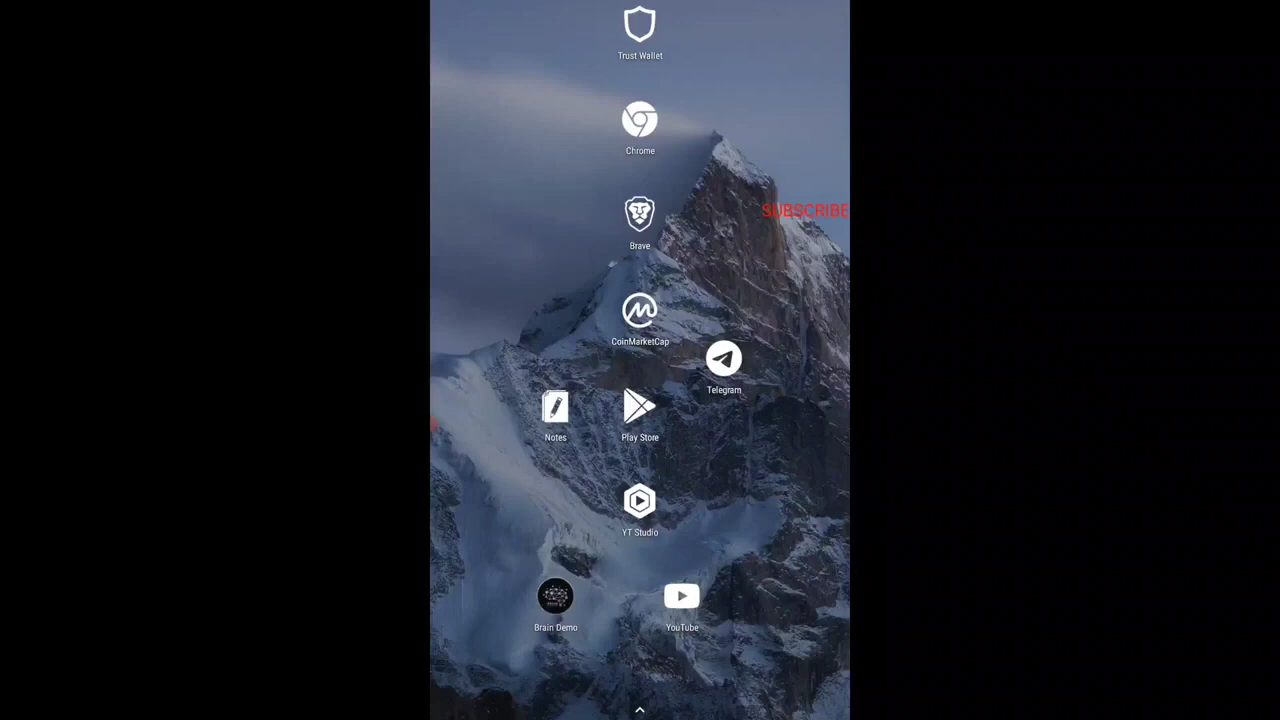 Trust Wallet
Chrome
SUBSCRIBE
Brave
CoinMarketCap
Telegram
Notes
Play Store
YT Studio
Brain Demo
YouTube